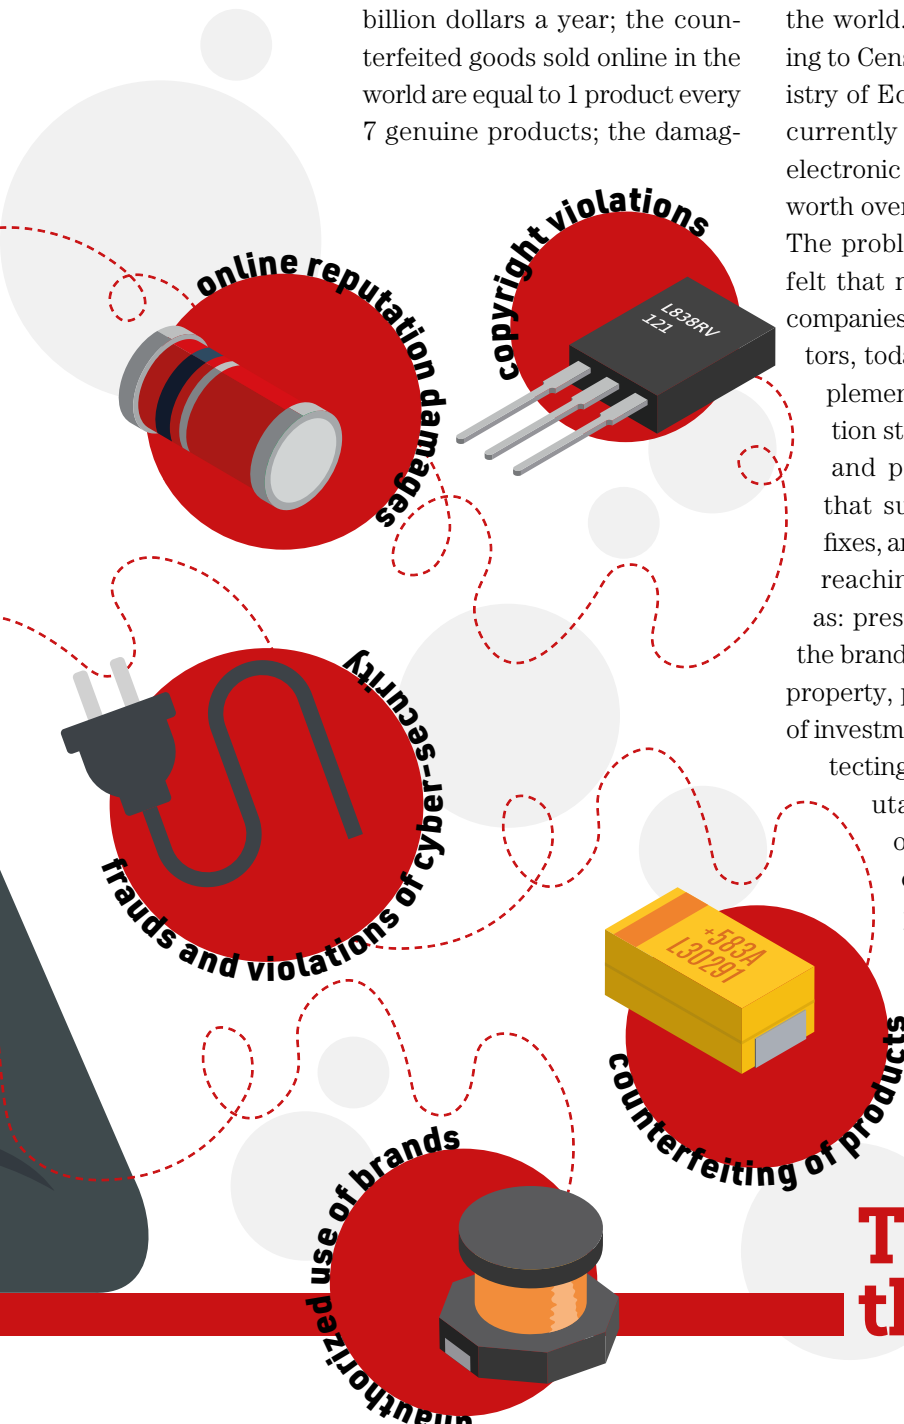 billion dollars a year; the coun-
terfeited goods sold online in the
world are equal to 1 product every
7 genuine products; the damag-
the world.
ing to Cens
istry of Ec
currently
electronic
worth over
The probl
felt that
companies
tors, toda
plemen
tion st
and p
that su
fixes, an
reachin
as: pres
the brand
property, p
of investm
tecting
uta
o
online reputation damages
copyright violations
L838RV
121
frauds and violations of cyber-security
+583A
L30291
counterfeiting of products
unauthorized use of brands
T
th